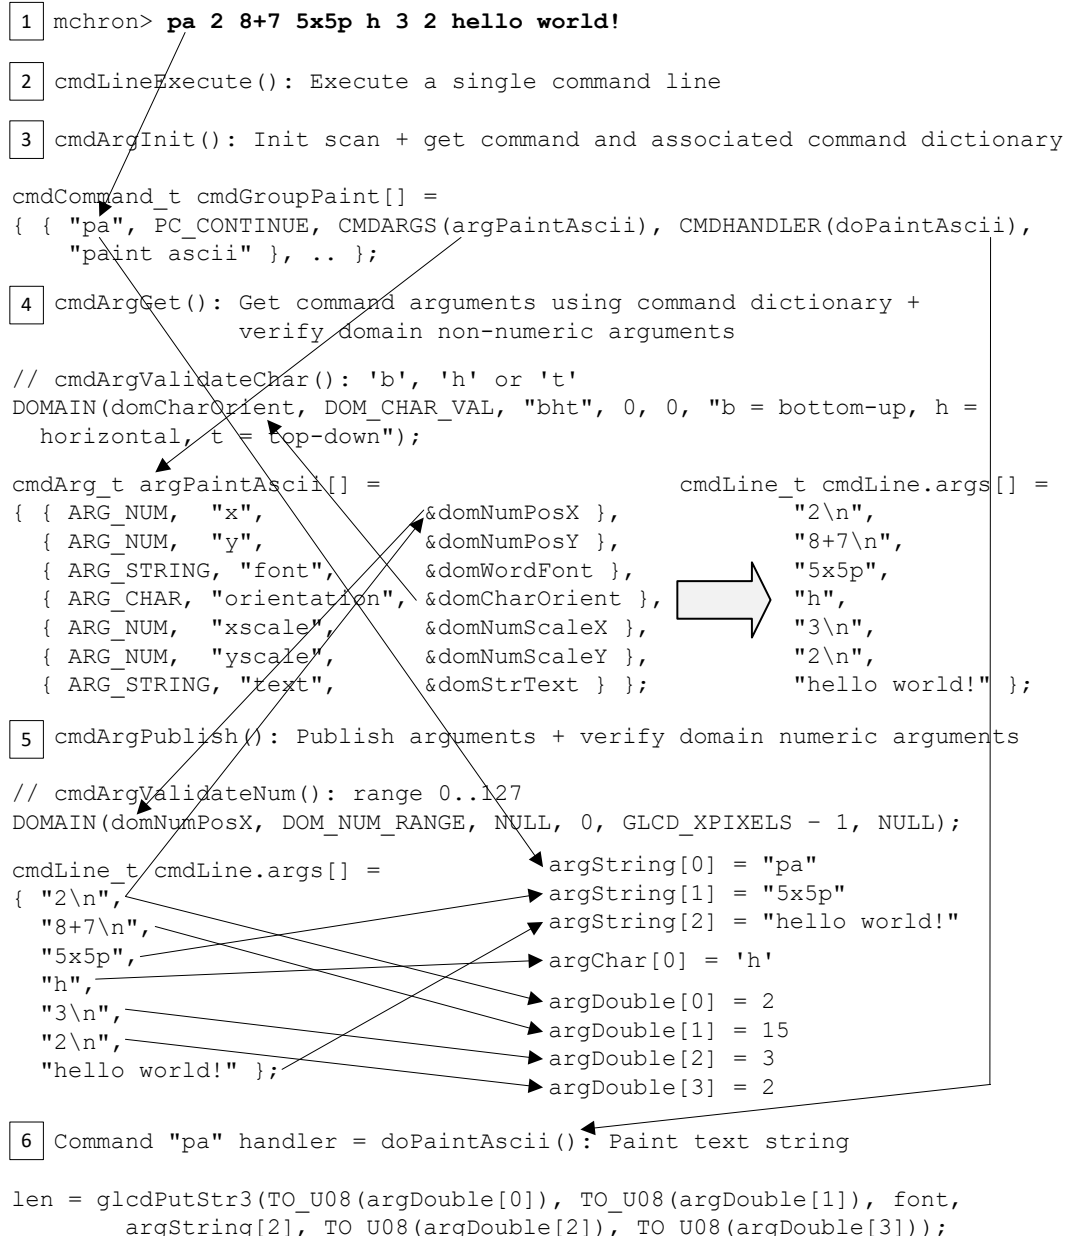 1 mchron> pa 2 8+7 5x5p h 3 2 hello world!
2 cmdLineExecute(): Execute a single command line
3 cmdArgInit(): Init scan + get command and associated command dictionary
cmdCommand_t cmdGroupPaint[] =
{ { "pa", PC_CONTINUE, CMDARGS(argPaintAscii), CMDHANDLER(doPaintAscii),
"paint ascii" }, .. };
4 cmdArgGet(): Get command arguments using command dictionary +
verify domain non-numeric arguments
// cmdArgValidateChar(): 'b', 'h' or 't'
DOMAIN(domCharOrient, DOM_CHAR_VAL, "bht", 0, 0, "b = bottom-up, h =
horizontal, t = top-down");
cmdArg_t argPaintAscii[] =
{ { ARG_NUM, "x", &domNumPosX },
{ ARG_NUM, "y", &domNumPosY },
{ ARG_STRING, "font", &domWordFont },
{ ARG_CHAR, "orientation", &domCharOrient },
{ ARG_NUM, "xscale", &domNumScaleX },
{ ARG_NUM, "yscale", &domNumScaleY },
{ ARG_STRING, "text", &domStrText } };
cmdLine_t cmdLine.args[] =
"2\n",
"8+7\n",
"5x5p",
"h",
"3\n",
"2\n",
"hello world!" };
5 cmdArgPublish(): Publish arguments + verify domain numeric arguments
// cmdArgValidateNum(): range 0..127
DOMAIN(domNumPosX, DOM_NUM_RANGE, NULL, 0, GLCD_XPIXELS – 1, NULL);
cmdLine_t cmdLine.args[] =
{ "2\n",
"8+7\n",
"5x5p",
"h",
"3\n",
"2\n",
"hello world!" };
argString[0] = "pa"
argString[1] = "5x5p"
argString[2] = "hello world!"
argChar[0] = 'h'
argDouble[0] = 2
argDouble[1] = 15
argDouble[2] = 3
argDouble[3] = 2
6 Command "pa" handler = doPaintAscii(): Paint text string
len = glcdPutStr3(TO_U08(argDouble[0]), TO_U08(argDouble[1]), font,
argString[2], TO_U08(argDouble[2]), TO_U08(argDouble[3]));